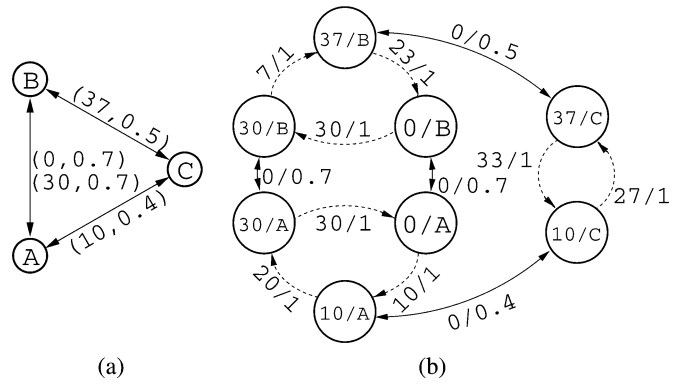 B
C
A
(37,0.5)
(0,0.7)
(30,0.7)
(10,0.4)
(a)
37/B
0/0.5
7/1
23/1
30/B
30/1
0/B
37/C
0/0.7
0/0.7
33/1
27/1
30/A
30/1
0/A
10/C
20/1
10/1
10/A
0/0.4
(b)